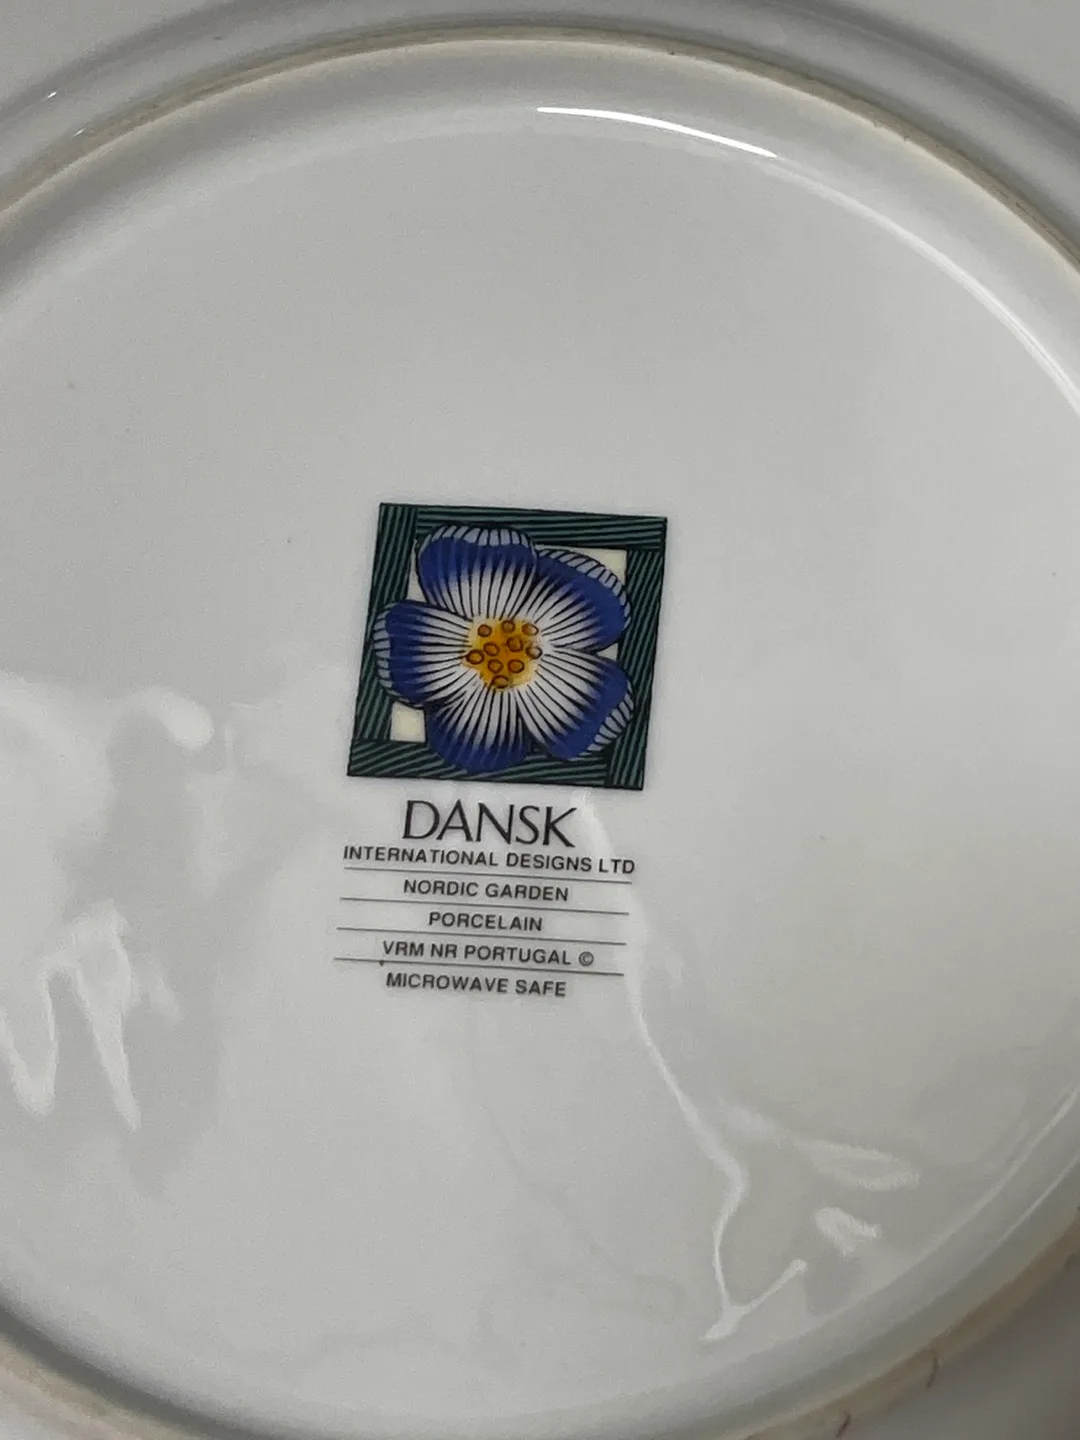 DANSK
INTERNATIONAL DESIGNS LTD
NORDIC GARDEN
PORCELAIN
VRM NR PORTUGAL ©
MICROWAVE SAFE